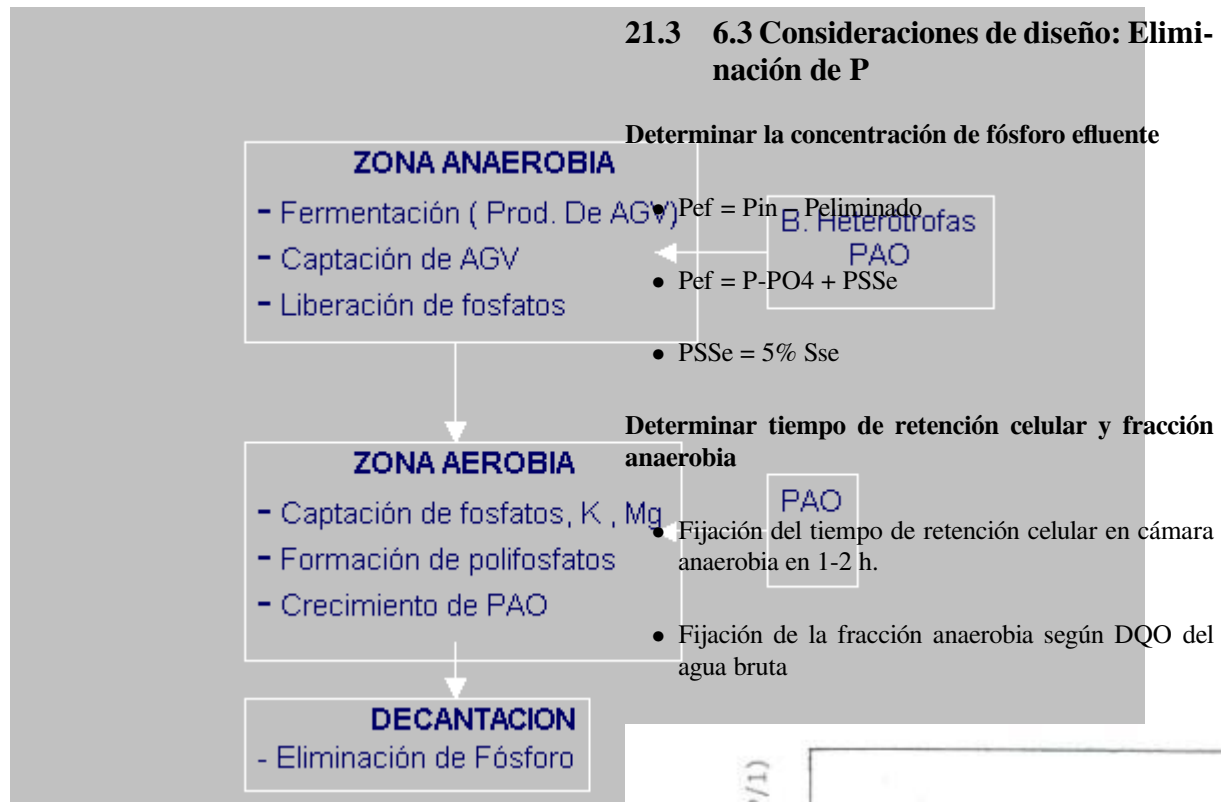 ZONA ANAEROBIA
- Fermentación ( Prod. De AGV)
- Captación de AGV
- Liberación de fosfatos
B. Heterótrofas
PAO
ZONA AEROBIA
- Captación de fosfatos, K , Mg
- Formación de polifosfatos
- Crecimiento de PAO
PAO
DECANTACION
- Eliminación de Fósforo
21.3 6.3 Consideraciones de diseño: Elimi-
nación de P
Determinar la concentración de fósforo efluente
• Pef = Pin – Peliminado
• Pef = P-PO4 + PSSe
• PSSe = 5% Sse
Determinar tiempo de retención celular y fracción
anaerobia
• Fijación del tiempo de retención celular en cámara
anaerobia en 1-2 h.
• Fijación de la fracción anaerobia según DQO del
agua bruta